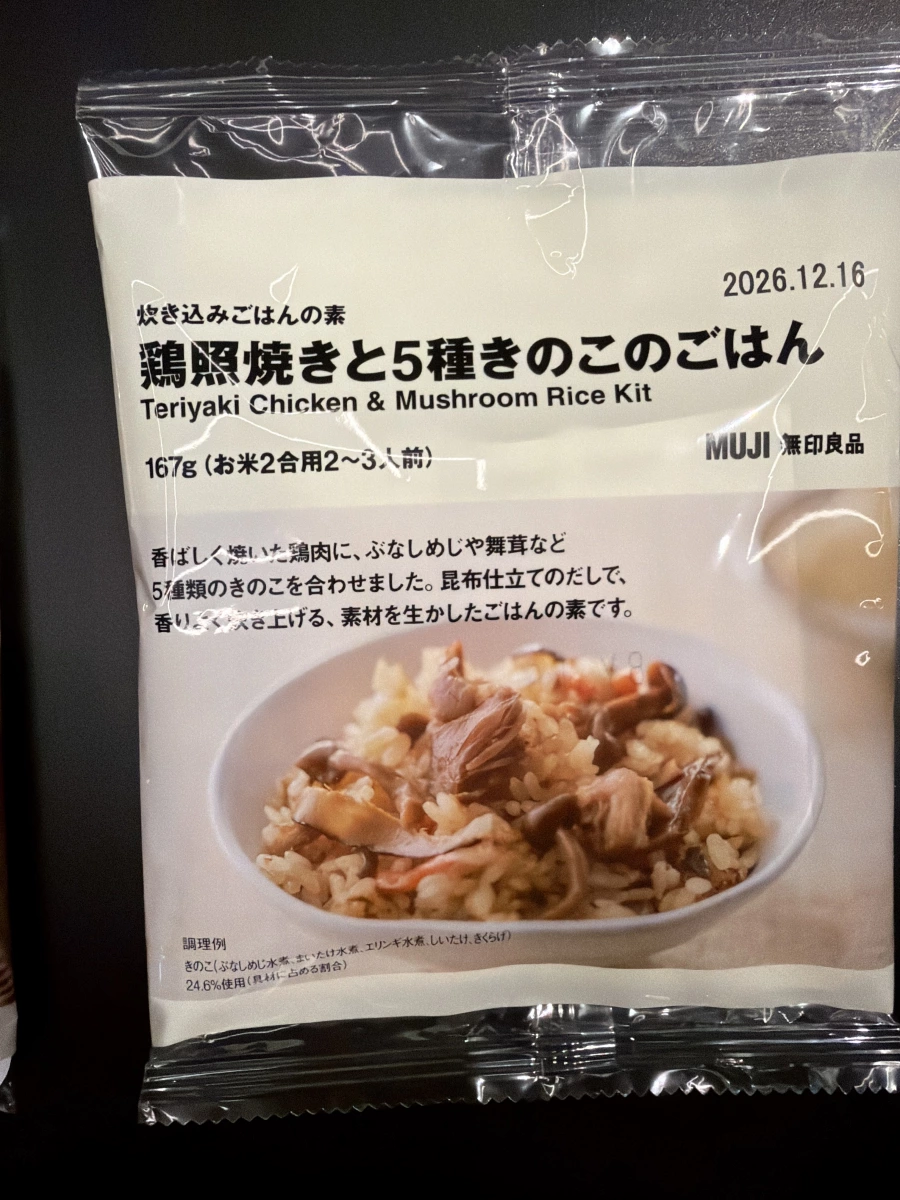 2026.12.16
炊き込みごはんの素
鶏照焼きと5種きのこのごはん
Teriyaki Chicken & Mushroom Rice Kit
167g（お米2合用2〜3人前）
MUJI 無印良品
香ばしく焼いた鶏肉に、ぶなしめじや舞茸など
5種類のきのこを合わせました。昆布仕立てのだしで、
香りよく炊き上げる、素材を生かしたごはんの素です。
調理例
きのこ（ぶなしめじ水煮、まいたけ水煮、エリンギ水煮、しいたけ、きくらげ）
24.6%使用（具材に占める割合）